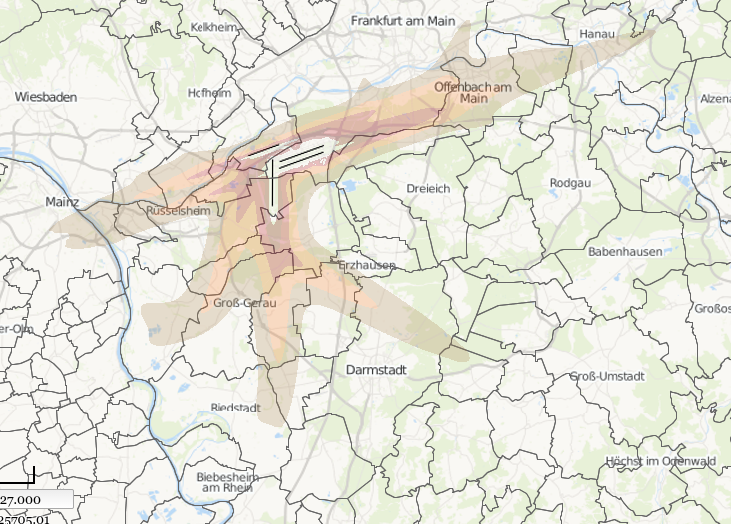 Frankfurt am Main
Kelkheim
Hanau
Offenbach am
Main
Wiesbaden
Hofheim
Alzena
Dreieich
Rodgau
Mainz
Rüsselsheim
Babenhausen
Erzhausen
Groß-Gerau
Großos
er-Olm
Darmstadt
Groß-Umstadt
Riedstadt
Höchst im Odenwald
Biebesheim
am Rhein
27.000
25705.01